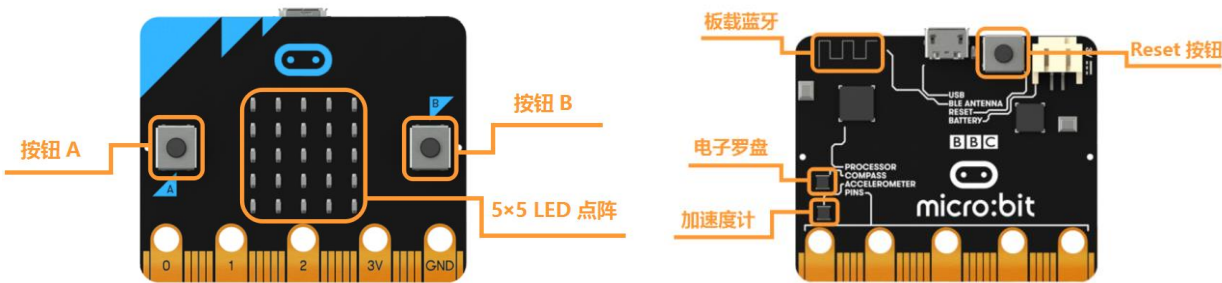 按钮 A
按钮 B
5×5 LED 点阵
A
B
0
1
2
3V
GND
板载蓝牙
Reset 按钮
电子罗盘
加速度计
USB
BLE ANTENNA
RESET
BATTERY
BBC
PROCESSOR
COMPASS
ACCELEROMETER
PINS
micro:bit